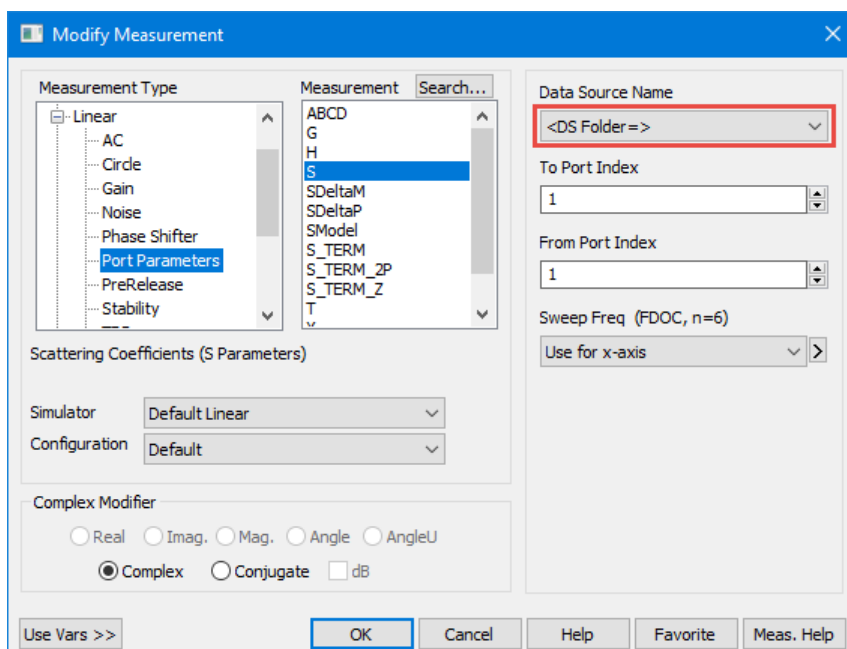 Modify Measurement
Measurement Type
Linear
AC
Circle
Gain
Noise
Phase Shifter
Port Parameters
PreRelease
Stability
Measurement
Search...
ABCD
G
H
S
SDeltaM
SDeltaP
SModel
S_TERM
S_TERM_2P
S_TERM_Z
T
Scattering Coefficients (S Parameters)
Simulator
Default Linear
Configuration
Default
Complex Modifier
Real Imag. Mag. Angle AngleU
Complex Conjugate dB
Data Source Name
<DS Folder=>
To Port Index
1
From Port Index
1
Sweep Freq (FDOC, n=6)
Use for x-axis
>
Use Vars >> OK Cancel Help Favorite Meas. Help